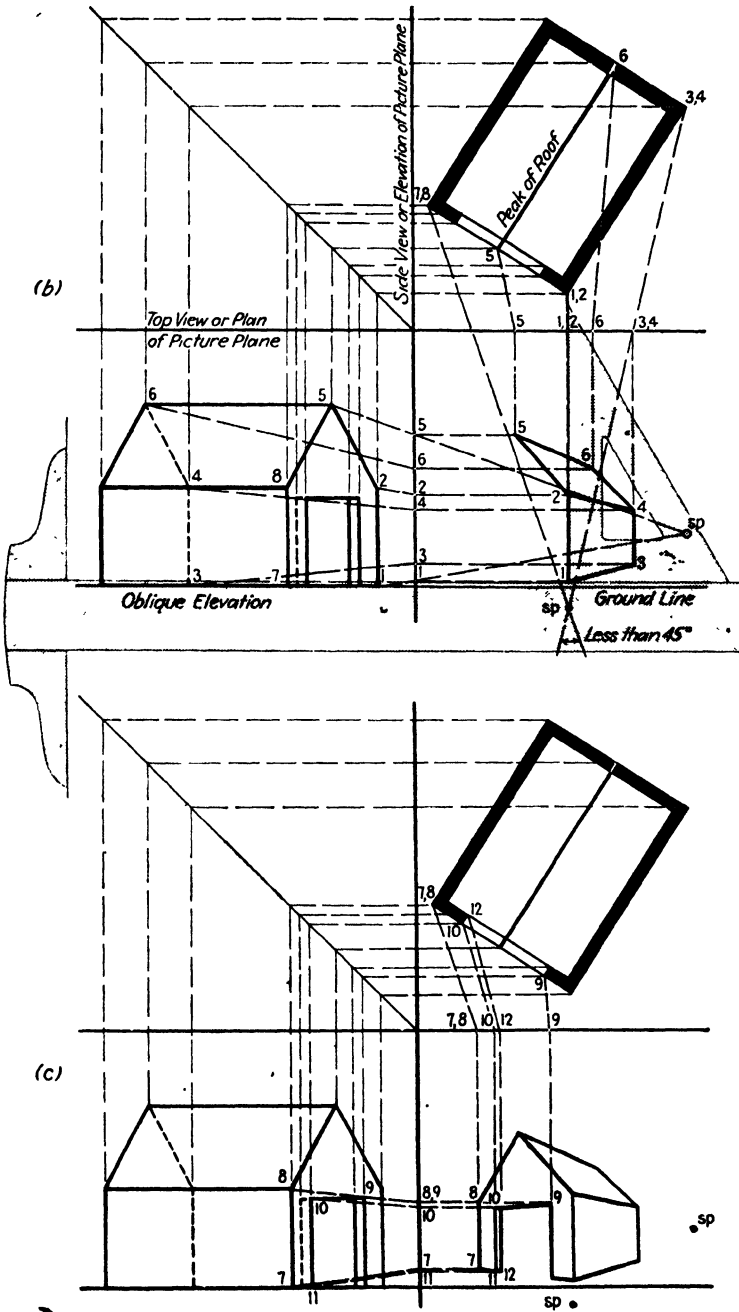 Side View or Elevation of Picture Plane
6
3,4
Peak of Roof
7,8
5
1,2
(b)
Top View or Plan
of Picture Plane
5 1, 2 6 3,4
6 5
5
5
6
6
4 8 2
2
4
2
4
sp
3
3
3 7 1
1
1
Oblique Elevation
sp
Ground Line
Less than 45°
7,8
12
10
9
7,8 10 12 9
(c)
8 9
8,9
8 10 9
10
10
7
7
7
11
11 12
11
sp
sp